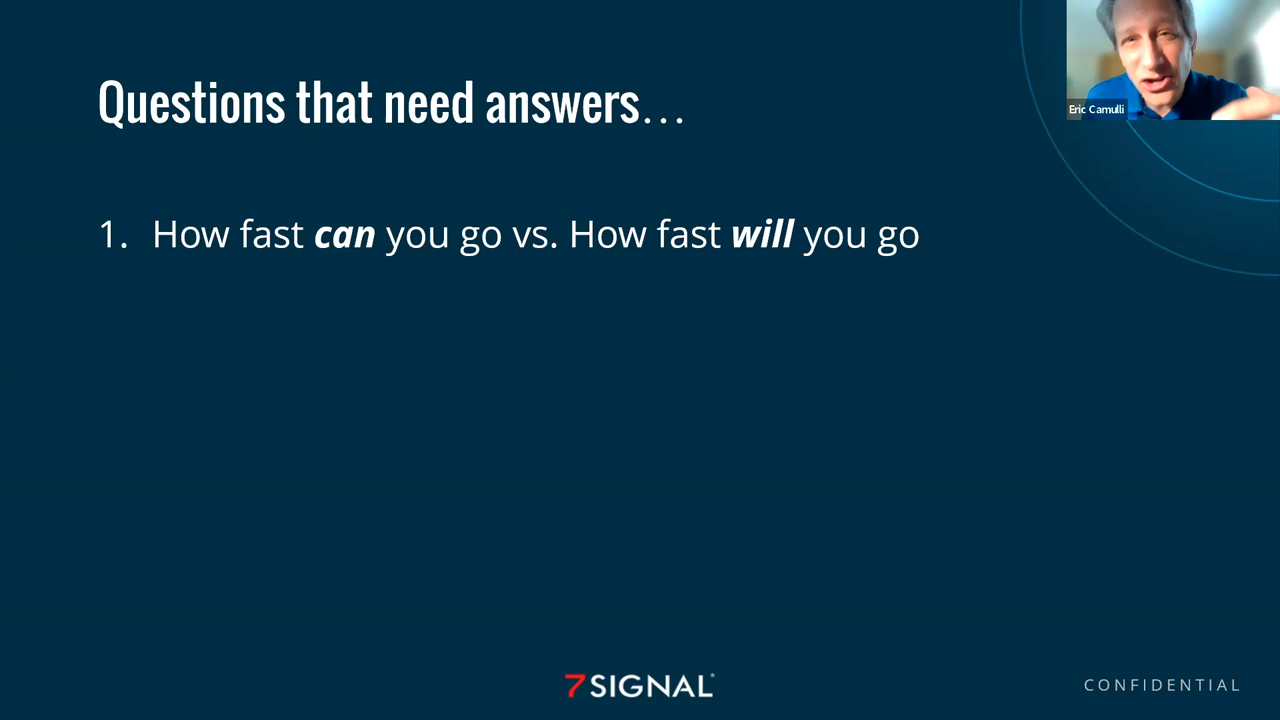 Questions that need answers…
Eric Camulli
1. How fast can you go vs. How fast will you go
7SIGNAL®
CONFIDENTIAL